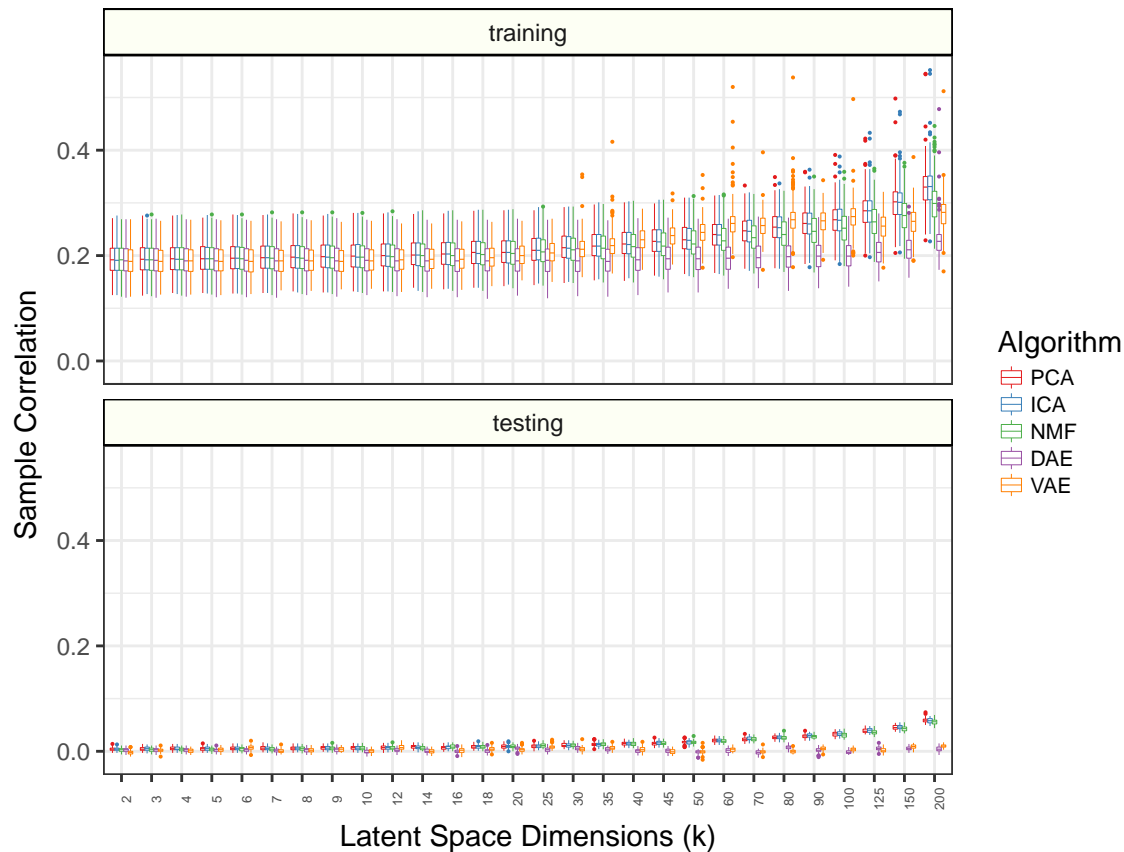 training
0.4
0.2
0.0
testing
0.4
0.2
0.0
Sample Correlation
2 3 4 5 6 7 8 9 10 12 14 16 18 20 25 30 35 40 45 50 60 70 80 90 100 125 150 200
Latent Space Dimensions (k)
Algorithm
PCA
ICA
NMF
DAE
VAE